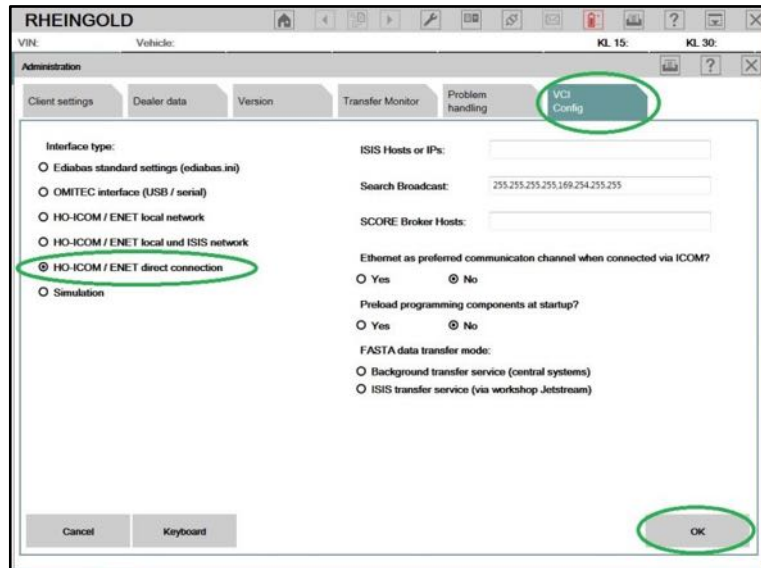 RHEINGOLD
VIN: Vehicle: KL 15: KL 30:
Administration
Client settings Dealer data Version Transfer Monitor Problem handling VCI Config
Interface type:
Ediabas standard settings (ediabas.ini)
OMITEC interface (USB / serial)
HO-ICOM / ENET local network
HO-ICOM / ENET local und ISIS network
HO-ICOM / ENET direct connection
Simulation
ISIS Hosts or IPs:
Search Broadcast: 255.255.255.255,169.254.255.255
SCORE Broker Hosts:
Ethernet as preferred communicaton channel when connected via ICOM?
Yes No
Preload programming components at startup?
Yes No
FASTA data transfer mode:
Background transfer service (central systems)
ISIS transfer service (via workshop Jetstream)
Cancel Keyboard OK